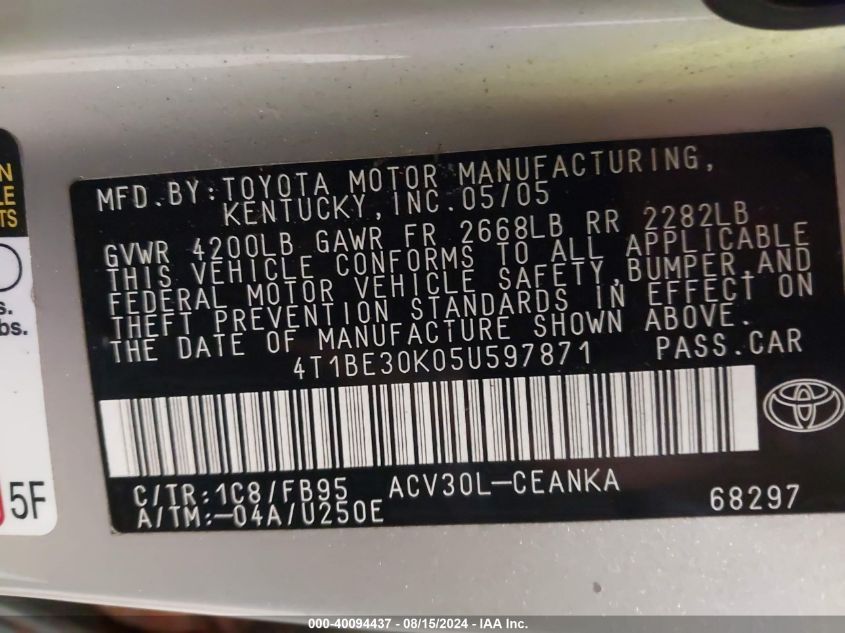 MFD.BY:TOYOTA MOTOR MANUFACTURING,
KENTUCKY,INC.05/05
GVWR 4200LB GAWR FR 2668LB RR 2282LB
THIS VEHICLE CONFORMS TO ALL APPLICABLE
FEDERAL MOTOR VEHICLE SAFETY,BUMPER,AND
THEFT PREVENTION STANDARDS IN EFFECT ON
THE DATE OF MANUFACTURE SHOWN ABOVE.
4T1BE30K05U597871 PASS.CAR
C/TR:1C8/FB95 ACV30L-CEANKA
A/TM:-04A/U250E 68297
5F
000-40094437 - 08/15/2024 - IAAI - Copart, Inc.